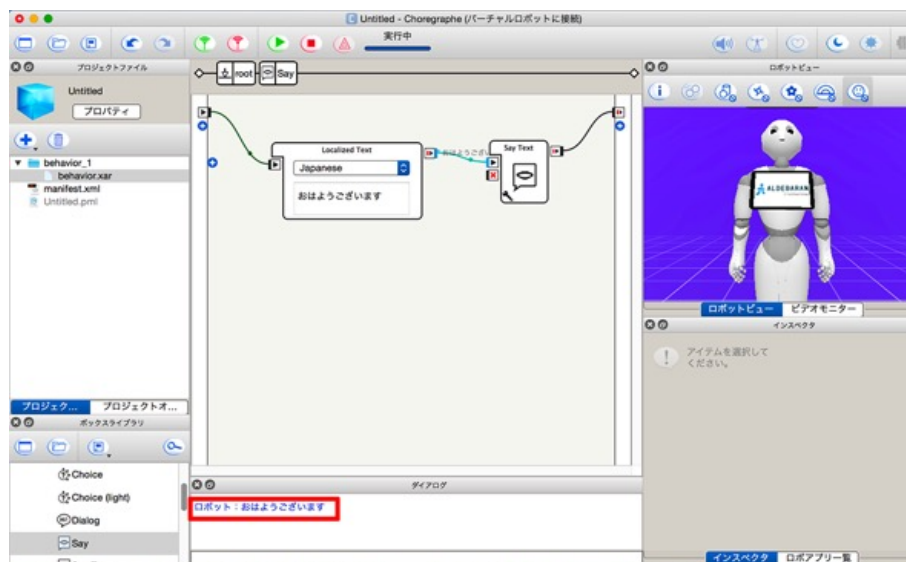 Untitled - Choregraphe (バーチャルロボットに接続)
実行中
プロジェクトファイル
Untitled
プロパティ
behavior_1
behavior.xar
manifest.xml
Untitled.pml
プロジェク...
プロジェクトオ...
ボックスライブラリ
Choice
Choice (light)
Dialog
Say
root
Say
Localized Text
Japanese
おはようございます
おはようござい
Say Text
ダイアログ
ロボット：おはようございます
ロボットビュー
ALDEBARAN
ロボットビュー
ビデオモニター
インスペクタ
アイテムを選択して
ください。
インスペクタ
ロボアプリ一覧